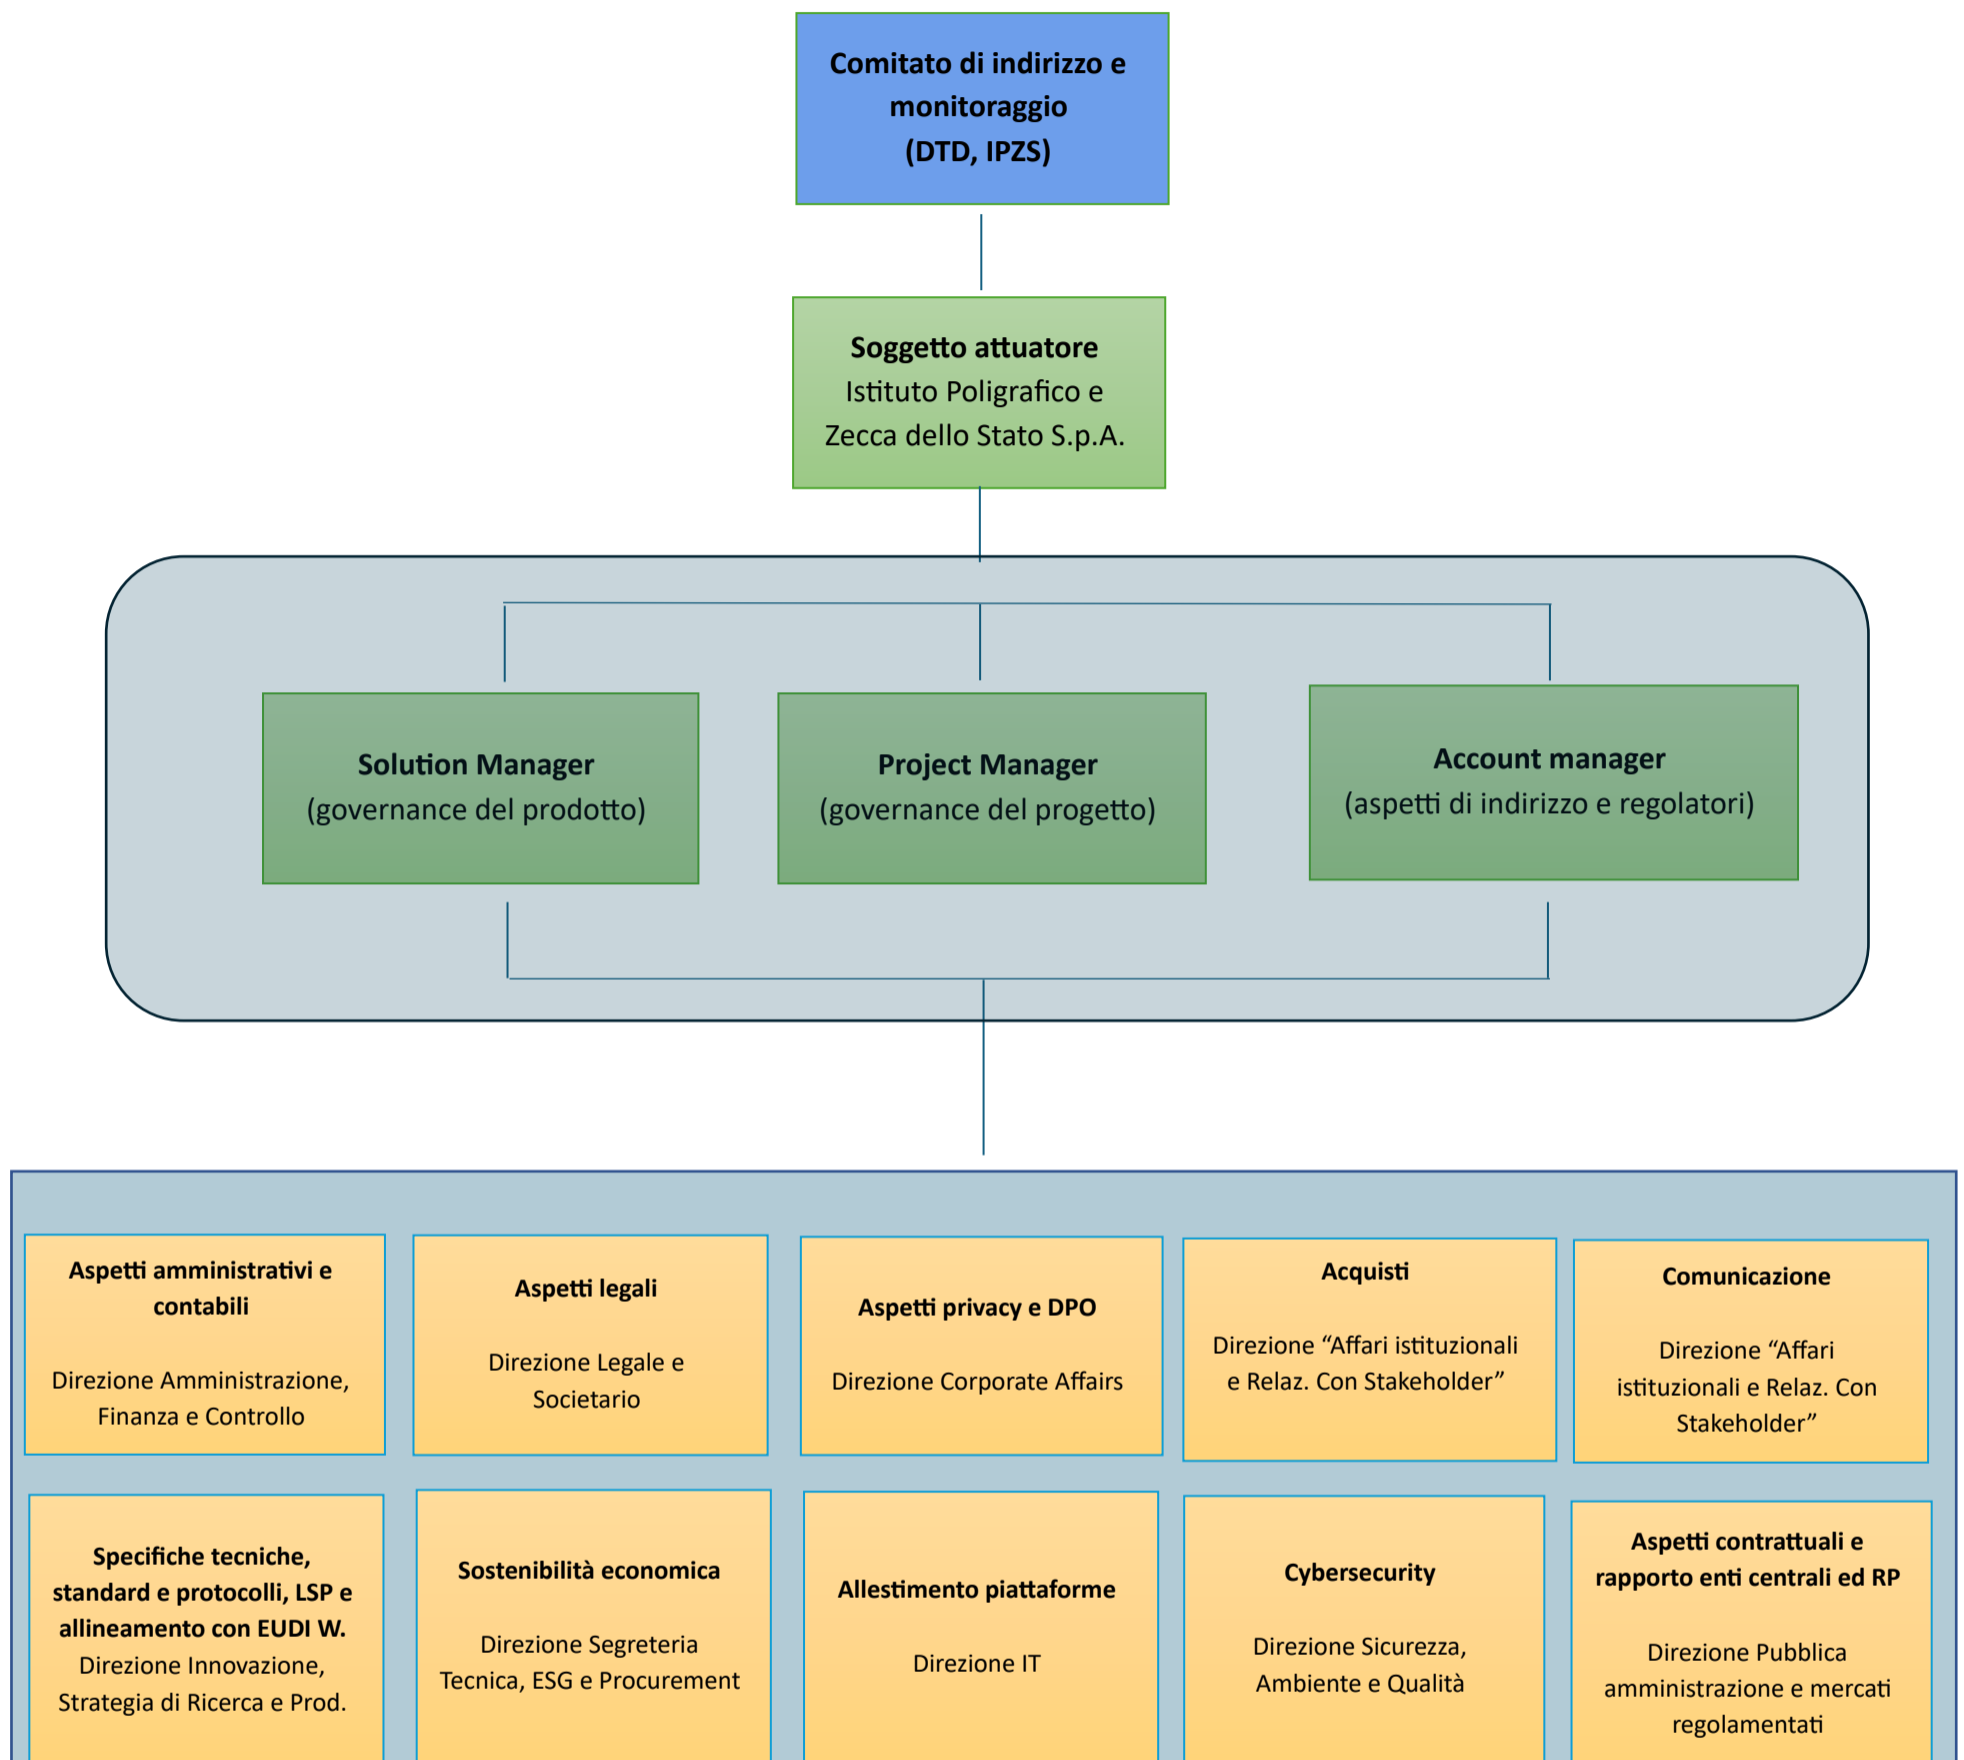 Comitato di indirizzo e
monitoraggio
(DTD, IPZS)
Soggetto attuatore
Istituto Poligrafico e
Zecca dello Stato S.p.A.
Solution Manager
(governance del prodotto)
Project Manager
(governance del progetto)
Account manager
(aspetti di indirizzo e regolatori)
Aspetti amministrativi e
contabili
Direzione Amministrazione,
Finanza e Controllo
Aspetti legali
Direzione Legale e
Societario
Aspetti privacy e DPO
Direzione Corporate Affairs
Acquisti
Direzione “Affari istituzionali
e Relaz. Con Stakeholder”
Comunicazione
Direzione “Affari
istituzionali e Relaz. Con
Stakeholder”
Specifiche tecniche,
standard e protocolli, LSP e
allineamento con EUDI W.
Direzione Innovazione,
Strategia di Ricerca e Prod.
Sostenibilità economica
Direzione Segreteria
Tecnica, ESG e Procurement
Allestimento piattaforme
Direzione IT
Cybersecurity
Direzione Sicurezza,
Ambiente e Qualità
Aspetti contrattuali e
rapporto enti centrali ed RP
Direzione Pubblica
amministrazione e mercati
regolamentati